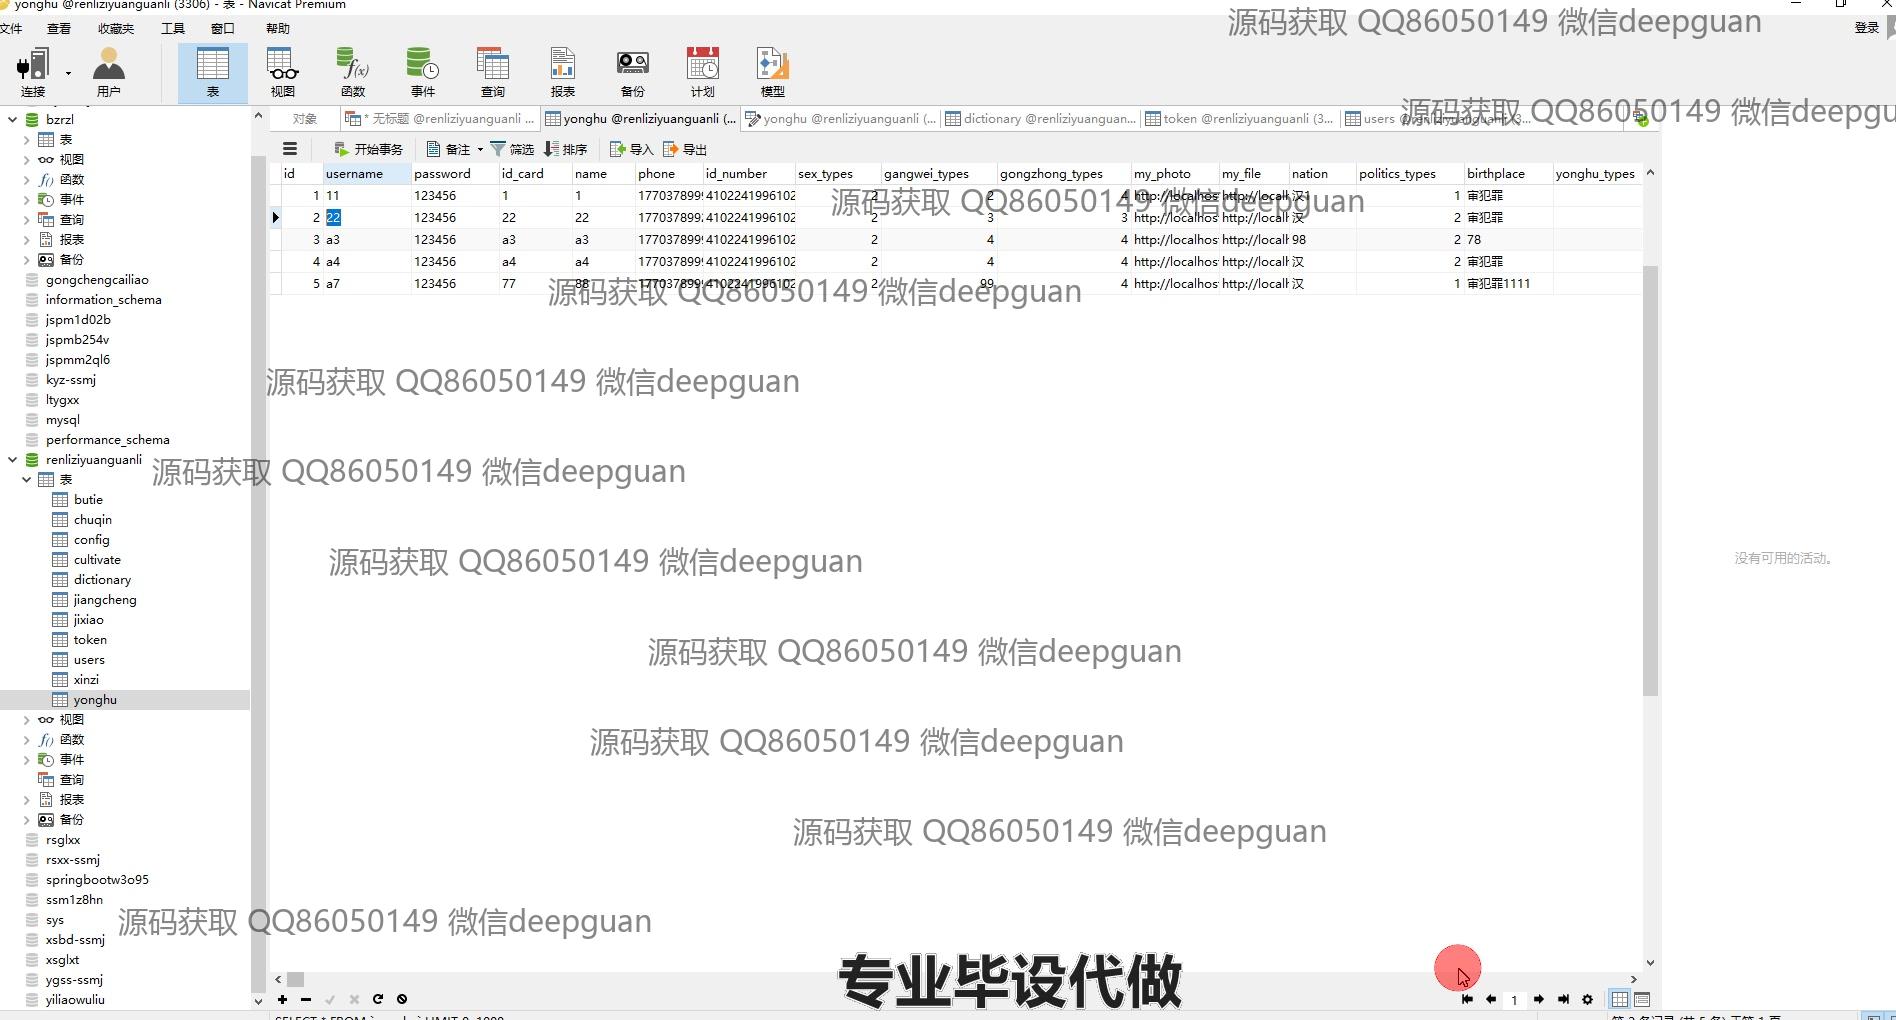 yonghu @renliziyuanguanli (3306) - 表 - Navicat Premium
文件 查看 收藏夹 工具 窗口 帮助
源码获取 QQ86050149 微信deepguan
登录
连接 用户 表 视图 函数 事件 查询 报表 备份 计划 模型
源码获取 QQ86050149 微信deepgu
对象 * 无标题 @renliziyuanguanli ... yonghu @renliziyuanguanli (... yonghu @renliziyuanguanli (... dictionary @renliziyuanguan... token @renliziyuanguanli (3...
开始事务 备注 筛选 排序 导入 导出
id username password id_card name phone id_number sex_types gangwei_types gongzhong_types my_photo my_file nation politics_types birthplace yonghu_types
1 11 123456 1 1 177037899 4102241996102 2 2 4 http://localhos http://locall 汉1 1 审犯罪
源码获取 QQ86050149 微信deepguan
2 22 123456 22 22 177037899 4102241996102 2 3 3 http://localhos http://locall 汉 2 审犯罪
3 a3 123456 a3 a3 177037899 4102241996102 2 4 4 http://localhos http://locall 98 2 78
4 a4 123456 a4 a4 177037899 4102241996102 2 4 4 http://localhos http://locall 汉 2 审犯罪
5 a7 123456 77 88 177037899 4102241996102 2 99 4 http://localhos http://locall 汉 1 审犯罪1111
源码获取 QQ86050149 微信deepguan
源码获取 QQ86050149 微信deepguan
源码获取 QQ86050149 微信deepguan
源码获取 QQ86050149 微信deepguan
源码获取 QQ86050149 微信deepguan
源码获取 QQ86050149 微信deepguan
源码获取 QQ86050149 微信deepguan
源码获取 QQ86050149 微信deepguan
bzrzl
表
视图
函数
事件
查询
报表
备份
gongchengcailiao
information_schema
jspm1d02b
jspmb254v
jspmm2ql6
kyz-ssmj
ltygxx
mysql
performance_schema
renliziyuanguanli
表
butie
chuqin
config
cultivate
dictionary
jiangcheng
jixiao
token
users
xinzi
yonghu
视图
函数
事件
查询
报表
备份
rsglxx
rsxx-ssmj
springbootw3o95
ssm1z8hn
sys
xsbd-ssmj
xsglxt
ygss-ssmj
yiliaowuliu
没有可用的活动。
专业毕设代做
1